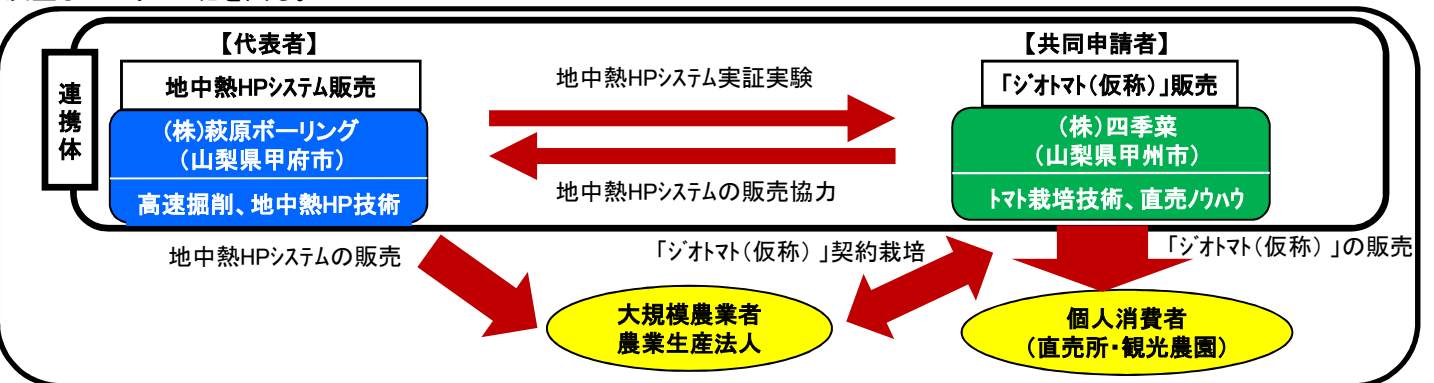 【代表者】
【共同申請者】
連携体
地中熱HPシステム販売
(株)萩原ボーリング
(山梨県甲府市)
高速掘削、地中熱HP技術
地中熱HPシステム実証実験
地中熱HPシステムの販売協力
「ジオトマト(仮称)」販売
(株)四季菜
(山梨県甲州市)
トマト栽培技術、直売ノウハウ
地中熱HPシステムの販売
「ジオトマト(仮称)」契約栽培
「ジオトマト(仮称)」の販売
大規模農業者
農業生産法人
個人消費者
(直売所・観光農園)